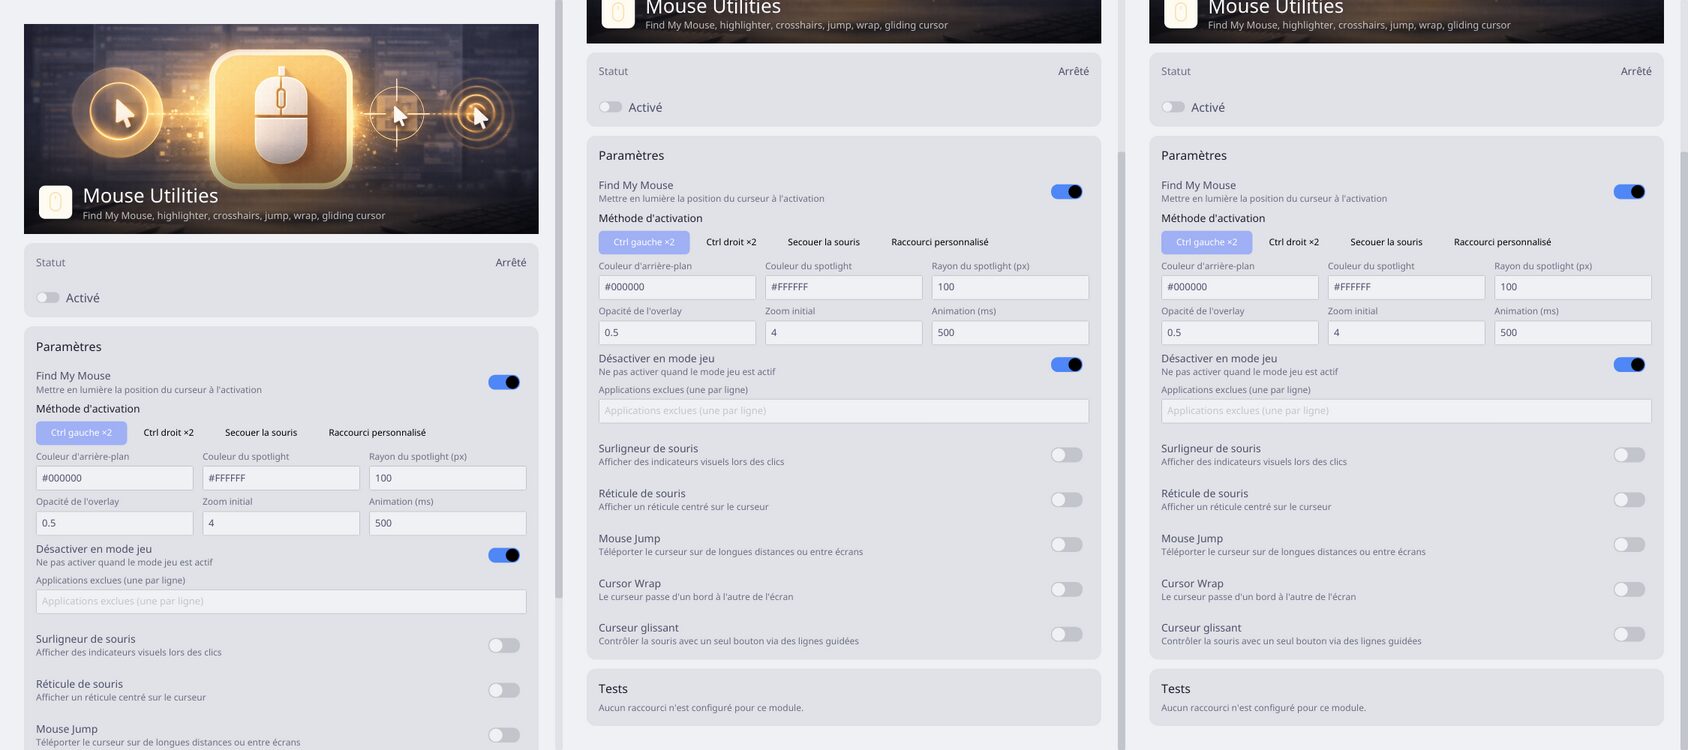 Mouse Utilities
Find My Mouse, highlighter, crosshairs, jump, wrap, gliding cursor
Statut
Arrêté
Activé
Paramètres
Find My Mouse
Mettre en lumière la position du curseur à l'activation
Méthode d'activation
Ctrl gauche ×2 Ctrl droit ×2 Secouer la souris Raccourci personnalisé
Couleur d'arrière-plan Couleur du spotlight Rayon du spotlight (px)
#000000 #FFFFFF 100
Opacité de l'overlay Zoom initial Animation (ms)
0.5 4 500
Désactiver en mode jeu
Ne pas activer quand le mode jeu est actif
Applications exclues (une par ligne)
Applications exclues (une par ligne)
Surligneur de souris
Afficher des indicateurs visuels lors des clics
Réticule de souris
Afficher un réticule centré sur le curseur
Mouse Jump
Téléporter le curseur sur de longues distances ou entre écrans
Mouse Utilities
Find My Mouse, highlighter, crosshairs, jump, wrap, gliding cursor
Statut
Arrêté
Activé
Paramètres
Find My Mouse
Mettre en lumière la position du curseur à l'activation
Méthode d'activation
Ctrl gauche ×2 Ctrl droit ×2 Secouer la souris Raccourci personnalisé
Couleur d'arrière-plan Couleur du spotlight Rayon du spotlight (px)
#000000 #FFFFFF 100
Opacité de l'overlay Zoom initial Animation (ms)
0.5 4 500
Désactiver en mode jeu
Ne pas activer quand le mode jeu est actif
Applications exclues (une par ligne)
Applications exclues (une par ligne)
Surligneur de souris
Afficher des indicateurs visuels lors des clics
Réticule de souris
Afficher un réticule centré sur le curseur
Mouse Jump
Téléporter le curseur sur de longues distances ou entre écrans
Cursor Wrap
Le curseur passe d'un bord à l'autre de l'écran
Curseur glissant
Contrôler la souris avec un seul bouton via des lignes guidées
Tests
Aucun raccourci n'est configuré pour ce module.
Mouse Utilities
Find My Mouse, highlighter, crosshairs, jump, wrap, gliding cursor
Statut
Arrêté
Activé
Paramètres
Find My Mouse
Mettre en lumière la position du curseur à l'activation
Méthode d'activation
Ctrl gauche ×2 Ctrl droit ×2 Secouer la souris Raccourci personnalisé
Couleur d'arrière-plan Couleur du spotlight Rayon du spotlight (px)
#000000 #FFFFFF 100
Opacité de l'overlay Zoom initial Animation (ms)
0.5 4 500
Désactiver en mode jeu
Ne pas activer quand le mode jeu est actif
Applications exclues (une par ligne)
Applications exclues (une par ligne)
Surligneur de souris
Afficher des indicateurs visuels lors des clics
Réticule de souris
Afficher un réticule centré sur le curseur
Mouse Jump
Téléporter le curseur sur de longues distances ou entre écrans
Cursor Wrap
Le curseur passe d'un bord à l'autre de l'écran
Curseur glissant
Contrôler la souris avec un seul bouton via des lignes guidées
Tests
Aucun raccourci n'est configuré pour ce module.